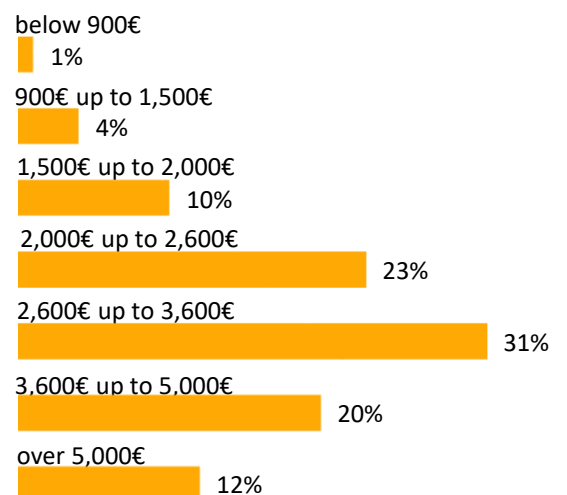 below 900€
1%
900€ up to 1,500€
4%
1,500€ up to 2,000€
10%
2,000€ up to 2,600€
23%
2,600€ up to 3,600€
31%
3,600€ up to 5,000€
20%
over 5,000€
12%